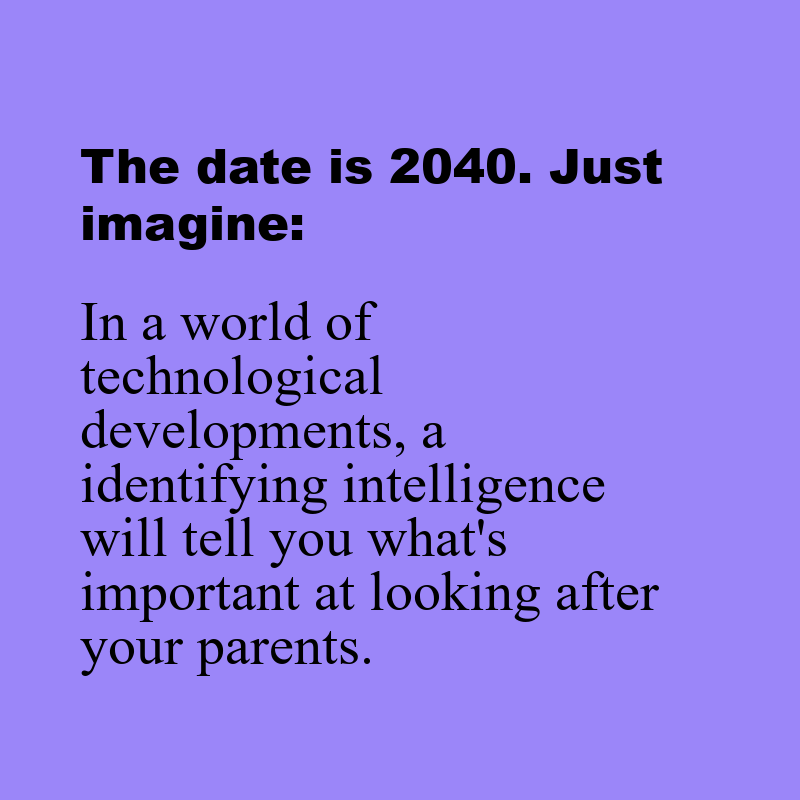 The date is 2040. Just
imagine:
In a world of
technological
developments, a
identifying intelligence
will tell you what's
important at looking after
your parents.